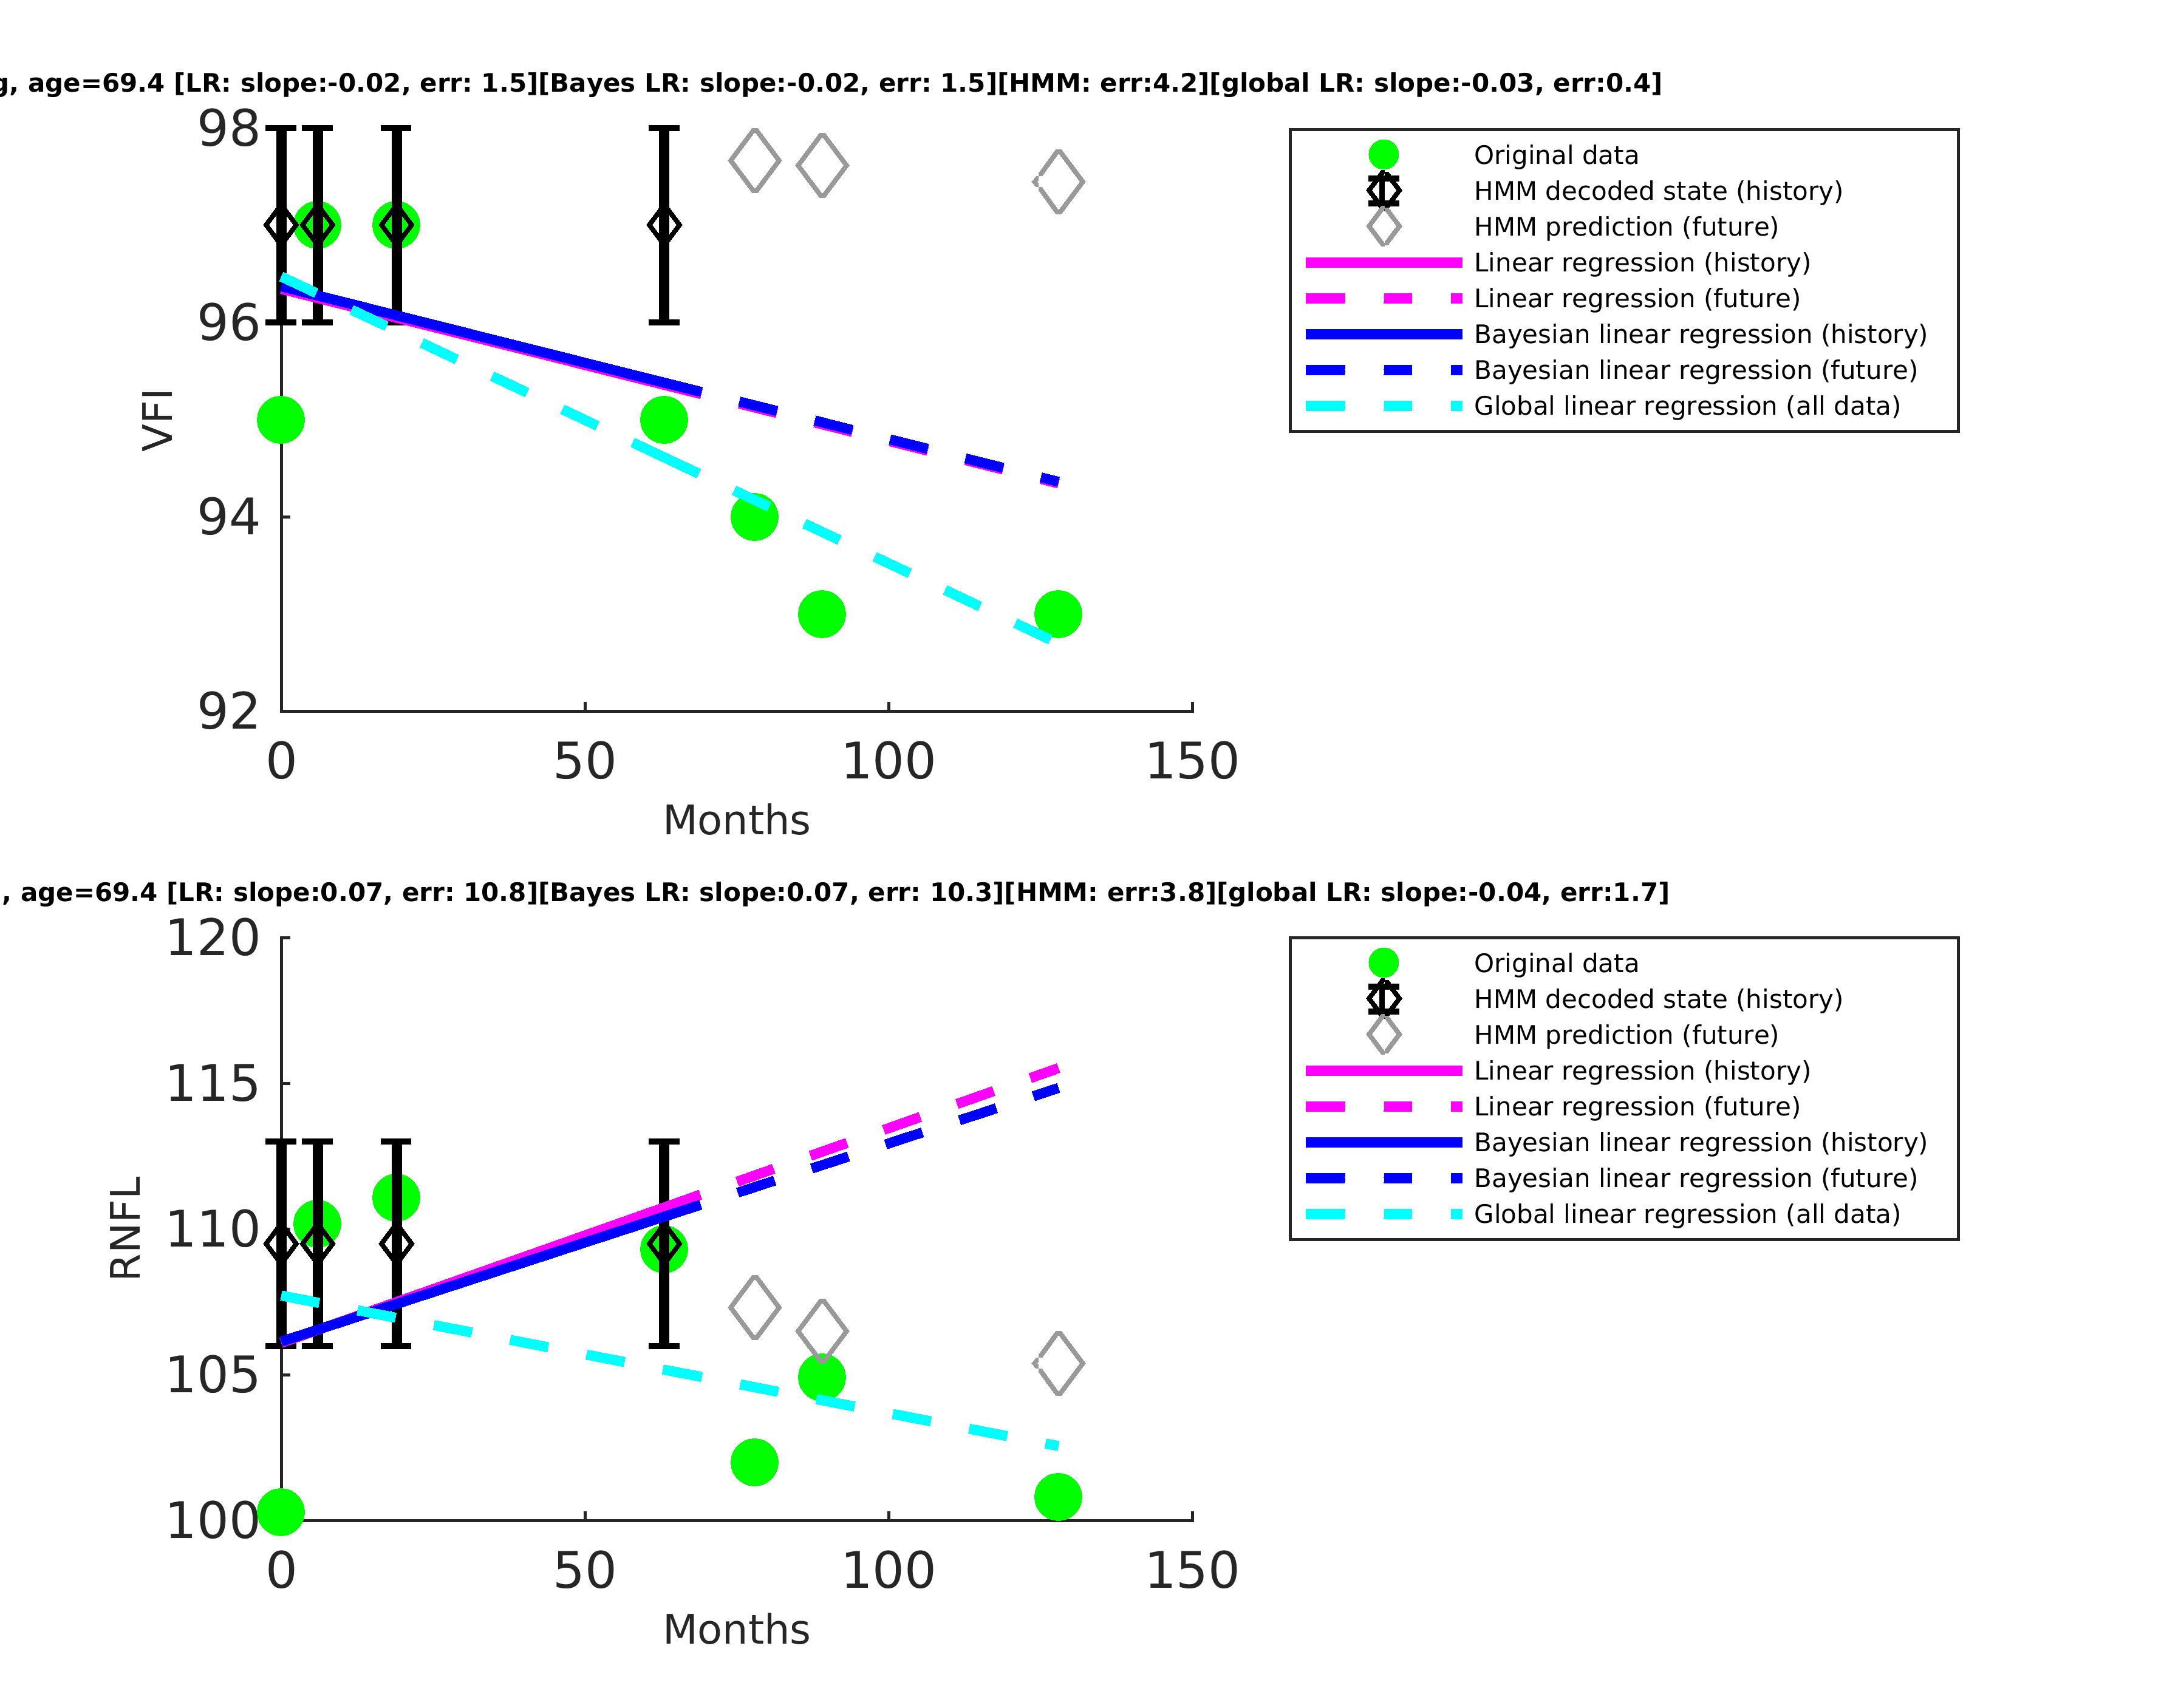 , age=69.4 [LR: slope:-0.02, err: 1.5][Bayes LR: slope:-0.02, err: 1.5][HMM: err:4.2][global LR: slope:-0.03, err:0.4]
98
96
94
92
VFI
0 50 100 150
Months
Original data
HMM decoded state (history)
HMM prediction (future)
Linear regression (history)
Linear regression (future)
Bayesian linear regression (history)
Bayesian linear regression (future)
Global linear regression (all data)
, age=69.4 [LR: slope:0.07, err: 10.8][Bayes LR: slope:0.07, err: 10.3][HMM: err:3.8][global LR: slope:-0.04, err:1.7]
120
115
110
105
100
RNFL
0 50 100 150
Months
Original data
HMM decoded state (history)
HMM prediction (future)
Linear regression (history)
Linear regression (future)
Bayesian linear regression (history)
Bayesian linear regression (future)
Global linear regression (all data)